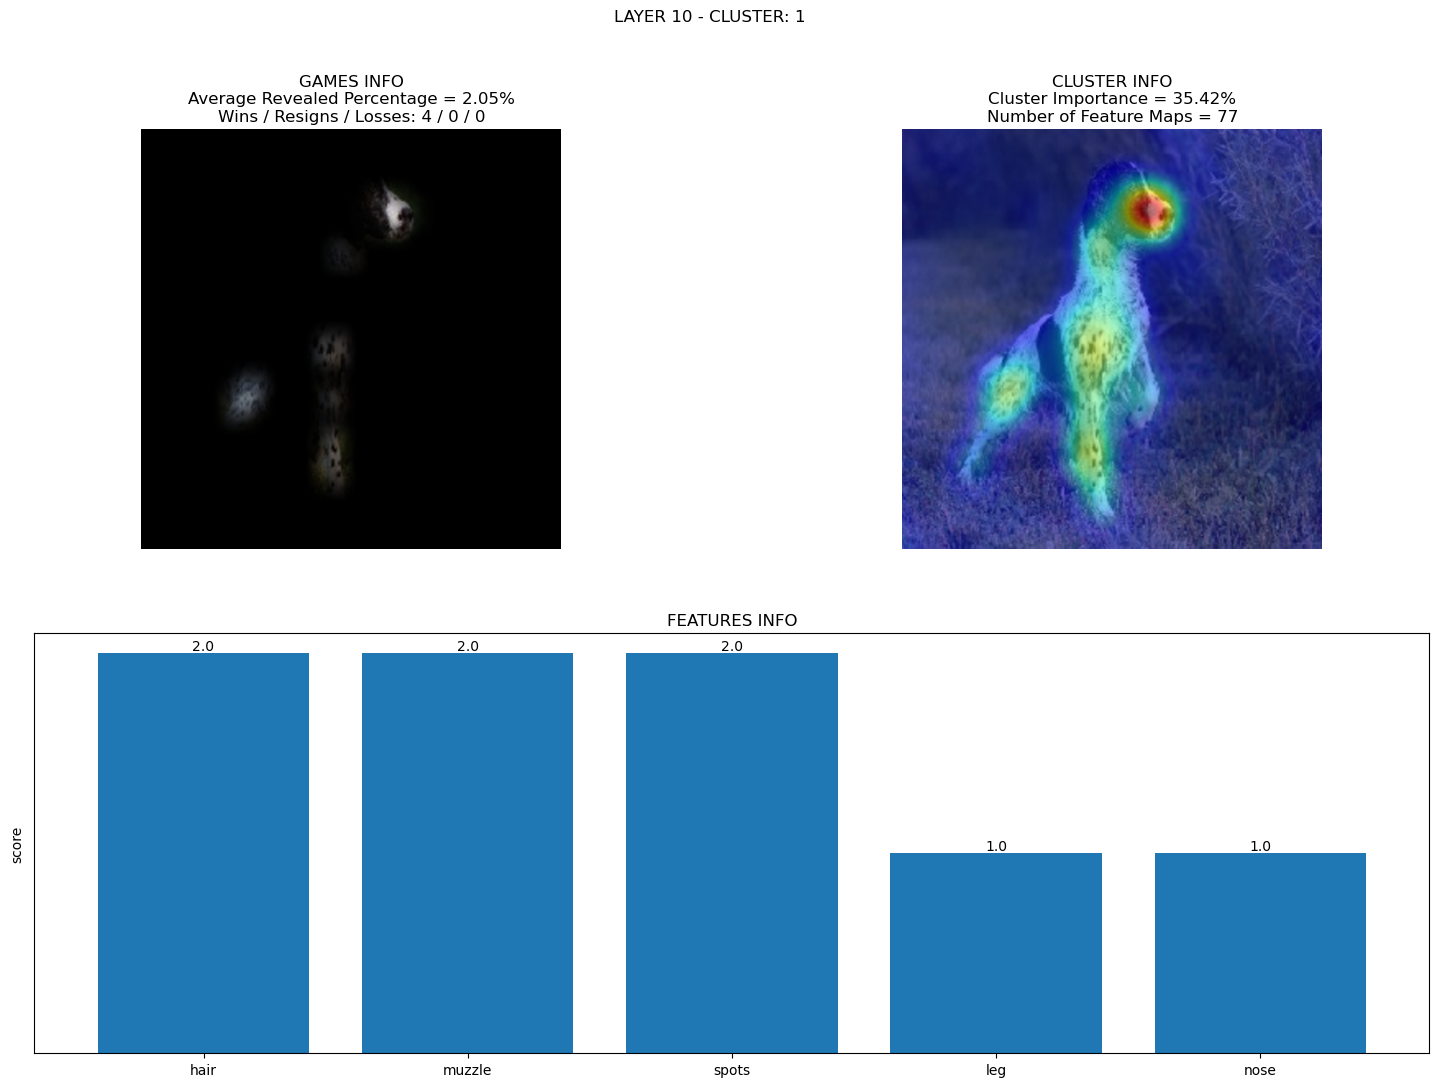 LAYER 10 - CLUSTER: 1
GAMES INFO
Average Revealed Percentage = 2.05%
Wins / Resigns / Losses: 4 / 0 / 0
CLUSTER INFO
Cluster Importance = 35.42%
Number of Feature Maps = 77
FEATURES INFO
score
2.0
2.0
2.0
1.0
1.0
hair
muzzle
spots
leg
nose